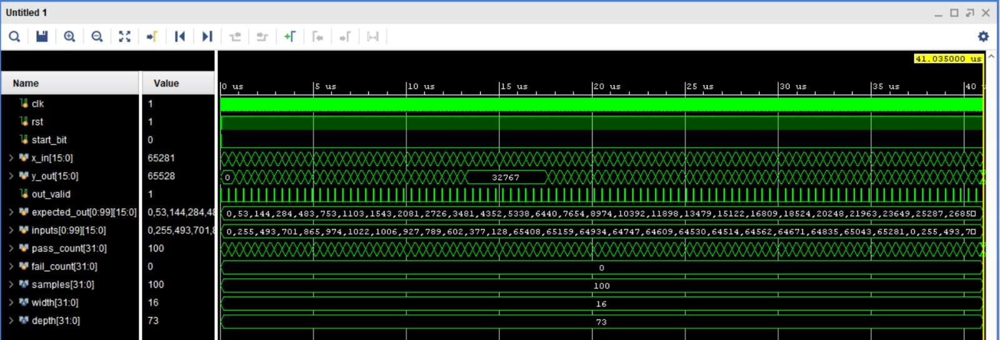 Untitled 1
41.035000 us
Name Value
0 us 5 us 10 us 15 us 20 us 25 us 30 us 35 us 40
clk 1
rst 1
start_bit 0
x_in[15:0] 65281
y_out[15:0] 65528 0 32767
out_valid 1
expected_out[0:99][15:0] 0,53,144,284,48 0,53,144,284,483,753,1103,1543,2081,2726,3481,4352,5338,6440,7654,8974,10392,11898,13479,15122,16809,18524,20248,21963,23649,25287,2685
inputs[0:99][15:0] 0,255,493,701,8 0,255,493,701,865,974,1022,1006,927,789,602,377,128,65408,65159,64934,64747,64609,64530,64514,64562,64671,64835,65043,65281,0,255,493,7
pass_count[31:0] 100
fail_count[31:0] 0 0
samples[31:0] 100 100
width[31:0] 16 16
depth[31:0] 73 73